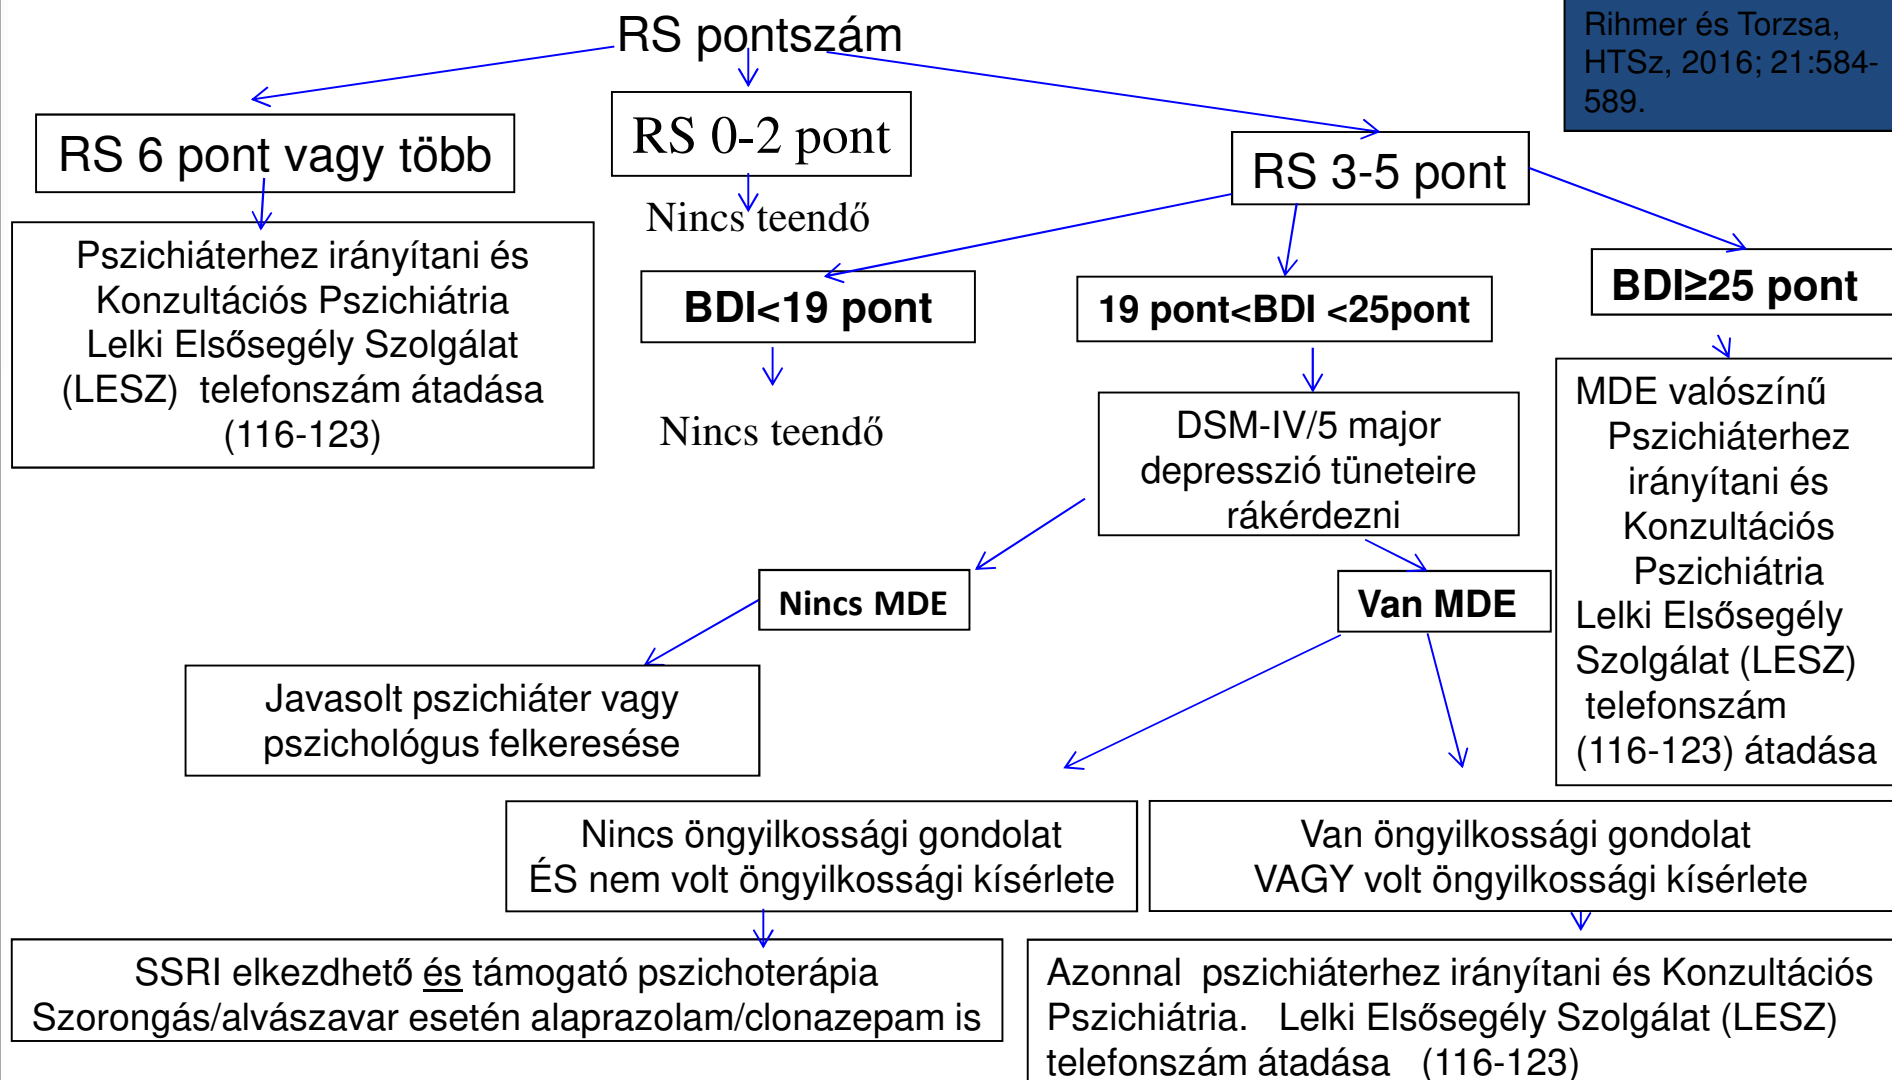 RS pontszám
Rihmer és Torzsa,
HTSz, 2016; 21:584-
589.
RS 6 pont vagy több
RS 0-2 pont
RS 3-5 pont
Nincs teendő
Pszichiáterhez irányítani és
Konzultációs Pszichiátria
Lelki Elsősegély Szolgálat
(LESZ) telefonszám átadása
(116-123)
BDI<19 pont
19 pont<BDI <25pont
BDI≥25 pont
Nincs teendő
DSM-IV/5 major
depresszió tüneteire
rákérdezni
MDE valószínű
Pszichiáterhez
irányítani és
Konzultációs
Pszichiátria
Lelki Elsősegély
Szolgálat (LESZ)
telefonszám
(116-123) átadása
Nincs MDE
Van MDE
Javasolt pszichiáter vagy
pszichológus felkeresése
Nincs öngyilkossági gondolat
ÉS nem volt öngyilkossági kísérlete
Van öngyilkossági gondolat
VAGY volt öngyilkossági kísérlete
SSRI elkezdhető és támogató pszichoterápia
Szorongás/alvászavar esetén alaprazolam/clonazepam is
Azonnal pszichiáterhez irányítani és Konzultációs
Pszichiátria. Lelki Elsősegély Szolgálat (LESZ)
telefonszám átadása (116-123)